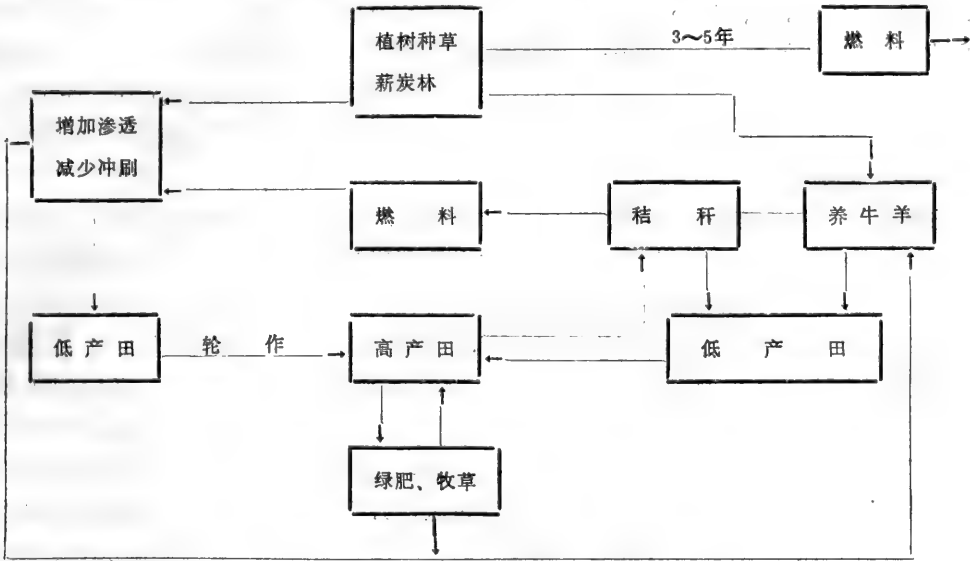 植树种草
薪炭林
3～5年
燃料
增加渗透
减少冲刷
燃料
秸秆
养牛羊
低产田
轮作
高产田
低产田
绿肥、牧草